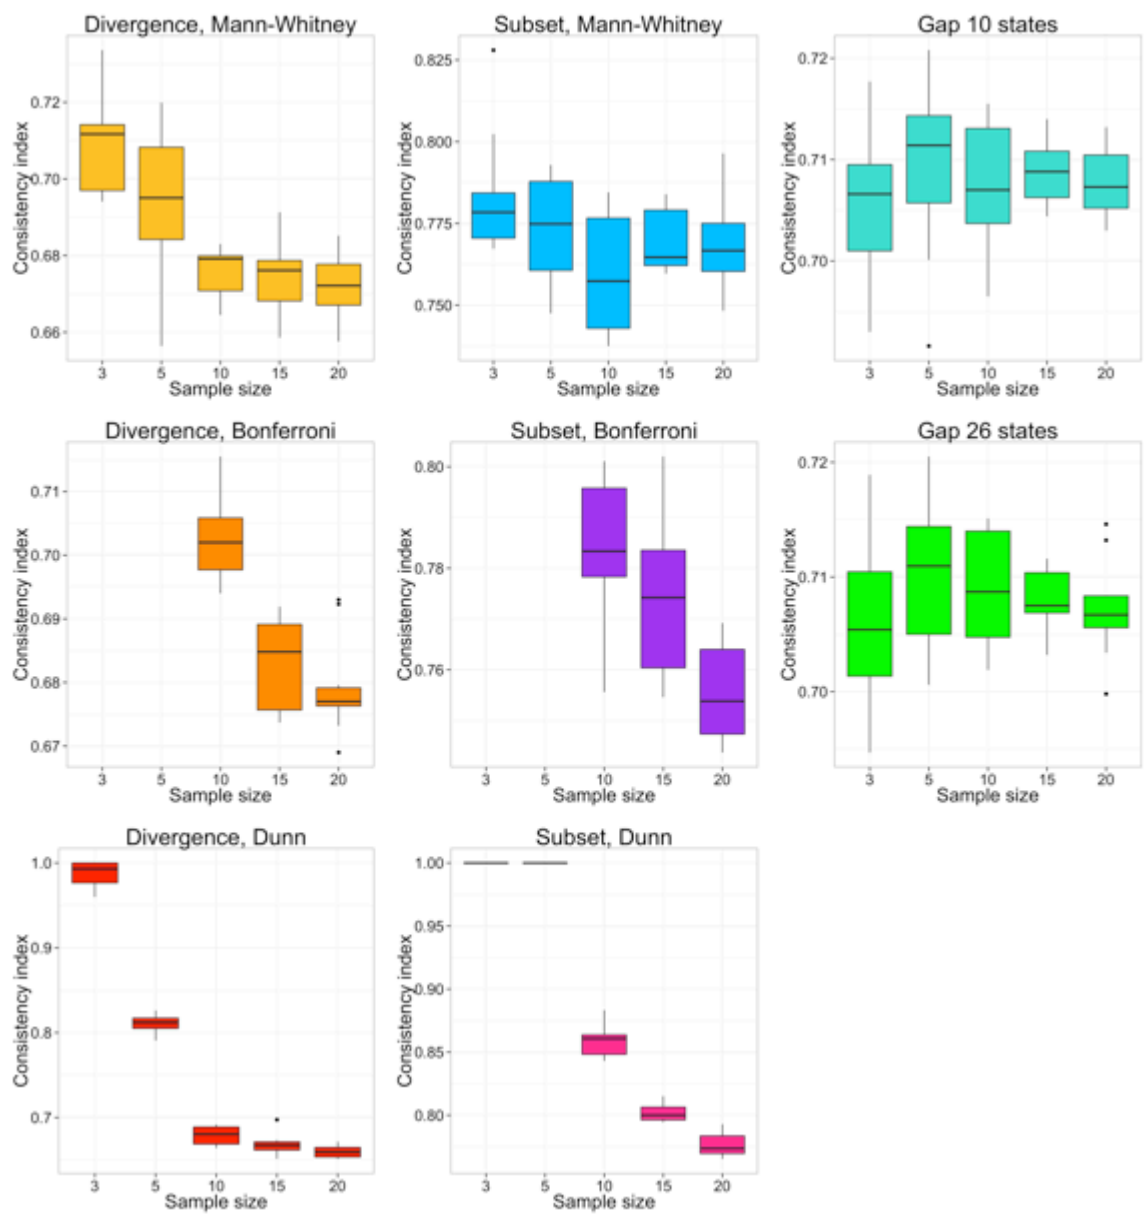 Divergence, Mann-Whitney
Consistency index
0.72
0.70
0.68
0.66
3 5 10 15 20
Sample size
Subset, Mann-Whitney
Consistency index
0.825
0.800
0.775
0.750
3 5 10 15 20
Sample size
Gap 10 states
Consistency index
0.72
0.71
0.70
3 5 10 15 20
Sample size
Divergence, Bonferroni
Consistency index
0.71
0.70
0.69
0.68
0.67
3 5 10 15 20
Sample size
Subset, Bonferroni
Consistency index
0.80
0.78
0.76
3 5 10 15 20
Sample size
Gap 26 states
Consistency index
0.72
0.71
0.70
3 5 10 15 20
Sample size
Divergence, Dunn
Consistency index
1.0
0.9
0.8
0.7
3 5 10 15 20
Sample size
Subset, Dunn
Consistency index
1.00
0.95
0.90
0.85
0.80
3 5 10 15 20
Sample size